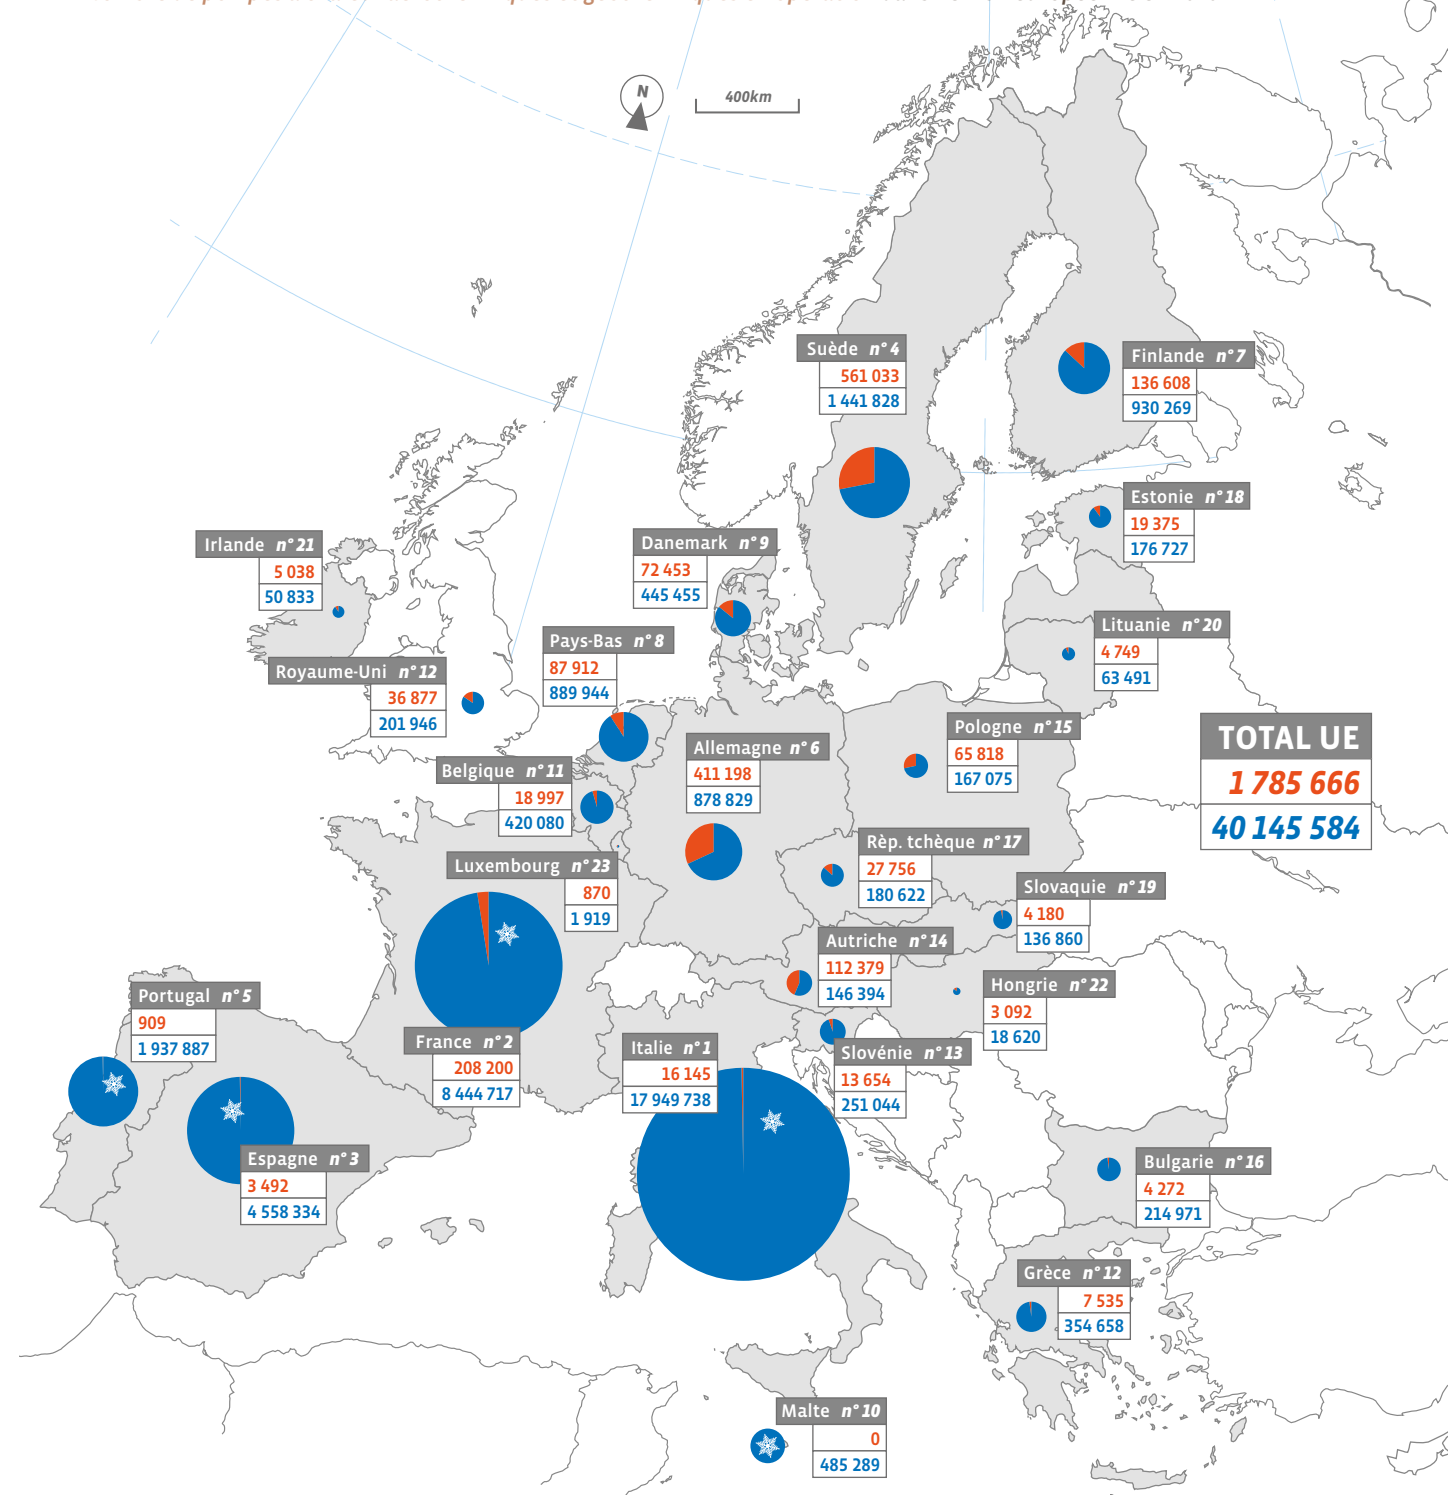 N
400km
Suède n° 4
561 033
1 441 828
Finlande n° 7
136 608
930 269
Estonie n° 18
19 375
176 727
Irlande n° 21
5 038
50 833
Danemark n° 9
72 453
445 455
Lituanie n° 20
4 749
63 491
Pays-Bas n° 8
87 912
889 944
Royaume-Uni n° 12
36 877
201 946
Pologne n° 15
65 818
167 075
TOTAL UE
1 785 666
40 145 584
Allemagne n° 6
411 198
878 829
Belgique n° 11
18 997
420 080
Rèp. tchèque n° 17
27 756
180 622
Luxembourg n° 23
870
1 919
Slovaquie n° 19
4 180
136 860
Autriche n° 14
112 379
146 394
Hongrie n° 22
3 092
18 620
Portugal n° 5
909
1 937 887
France n° 2
208 200
8 444 717
Italie n° 1
16 145
17 949 738
Slovénie n° 13
13 654
251 044
Espagne n° 3
3 492
4 558 334
Bulgarie n° 16
4 272
214 971
Grèce n° 12
7 535
354 658
Malte n° 10
0
485 289